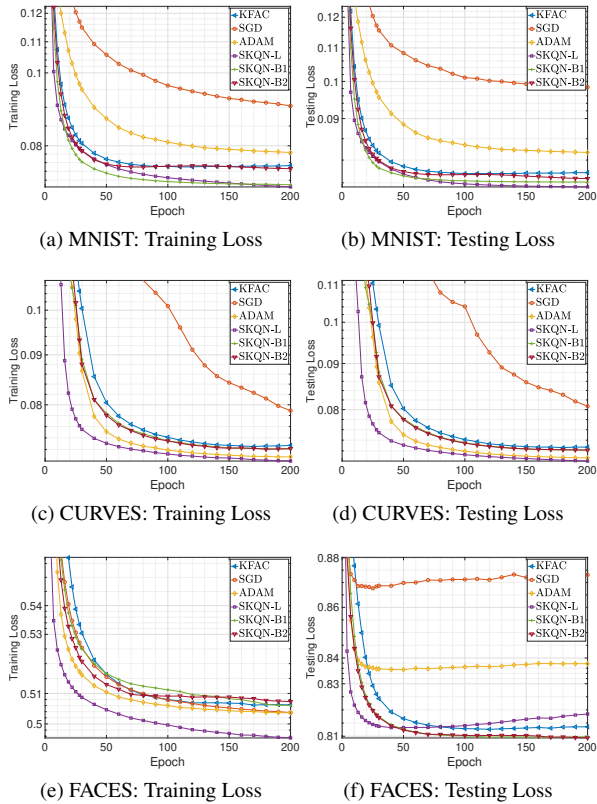 0.12
0.1
0.08
Training Loss
0 50 100 150 200
Epoch
KFAC
SGD
ADAM
SKQN-L
SKQN-B1
SKQN-B2
(a) MNIST: Training Loss
0.12
0.1
0.09
Testing Loss
0 50 100 150 200
Epoch
KFAC
SGD
ADAM
SKQN-L
SKQN-B1
SKQN-B2
(b) MNIST: Testing Loss
0.1
0.09
0.08
Training Loss
0 50 100 150 200
Epoch
KFAC
SGD
ADAM
SKQN-L
SKQN-B1
SKQN-B2
(c) CURVES: Training Loss
0.11
0.1
0.09
0.08
Testing Loss
0 50 100 150 200
Epoch
KFAC
SGD
ADAM
SKQN-L
SKQN-B1
SKQN-B2
(d) CURVES: Testing Loss
0.54
0.53
0.51
0.5
Training Loss
0 50 100 150 200
Epoch
KFAC
SGD
ADAM
SKQN-L
SKQN-B1
SKQN-B2
(e) FACES: Training Loss
0.88
0.86
0.84
0.81
Testing Loss
0 50 100 150 200
Epoch
KFAC
SGD
ADAM
SKQN-L
SKQN-B1
SKQN-B2
(f) FACES: Testing Loss